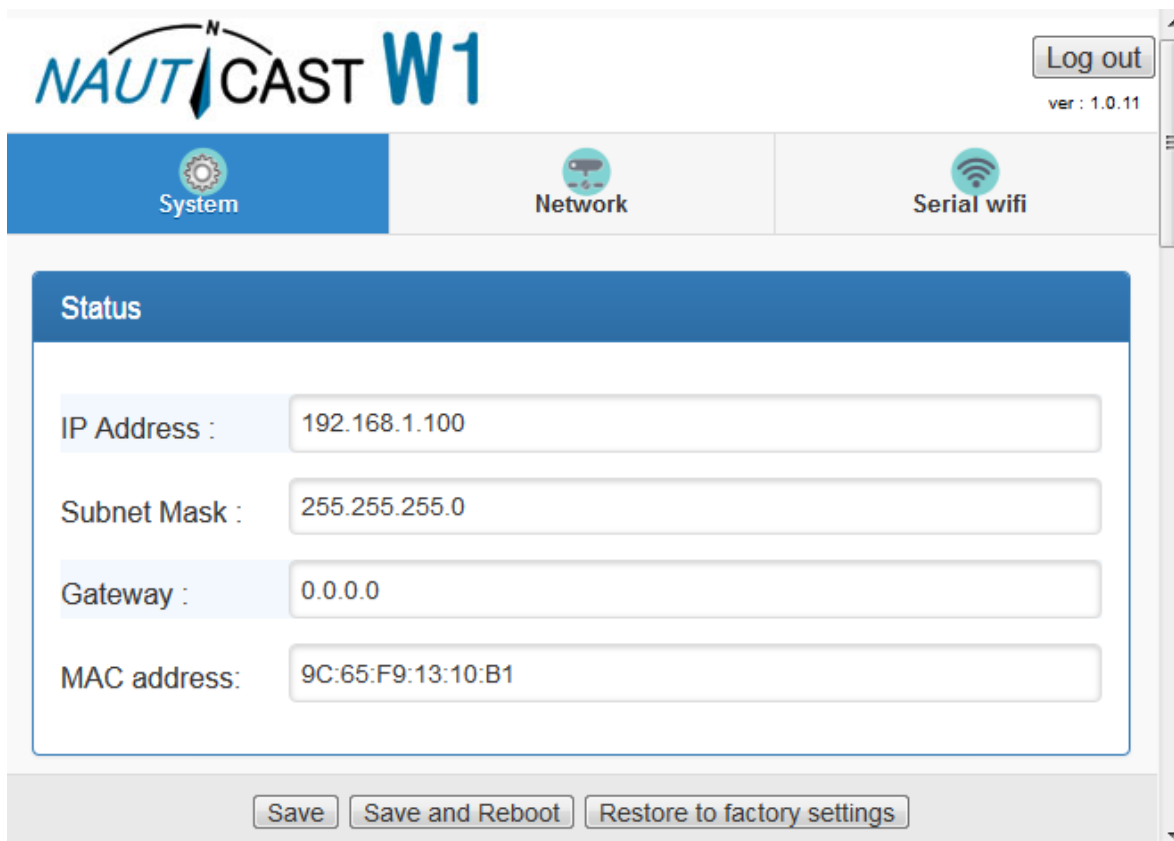 N
NAUTICAST W1
Log out
ver : 1.0.11
System
Network
Serial wifi
Status
IP Address :
192.168.1.100
Subnet Mask :
255.255.255.0
Gateway :
0.0.0.0
MAC address:
9C:65:F9:13:10:B1
Save
Save and Reboot
Restore to factory settings